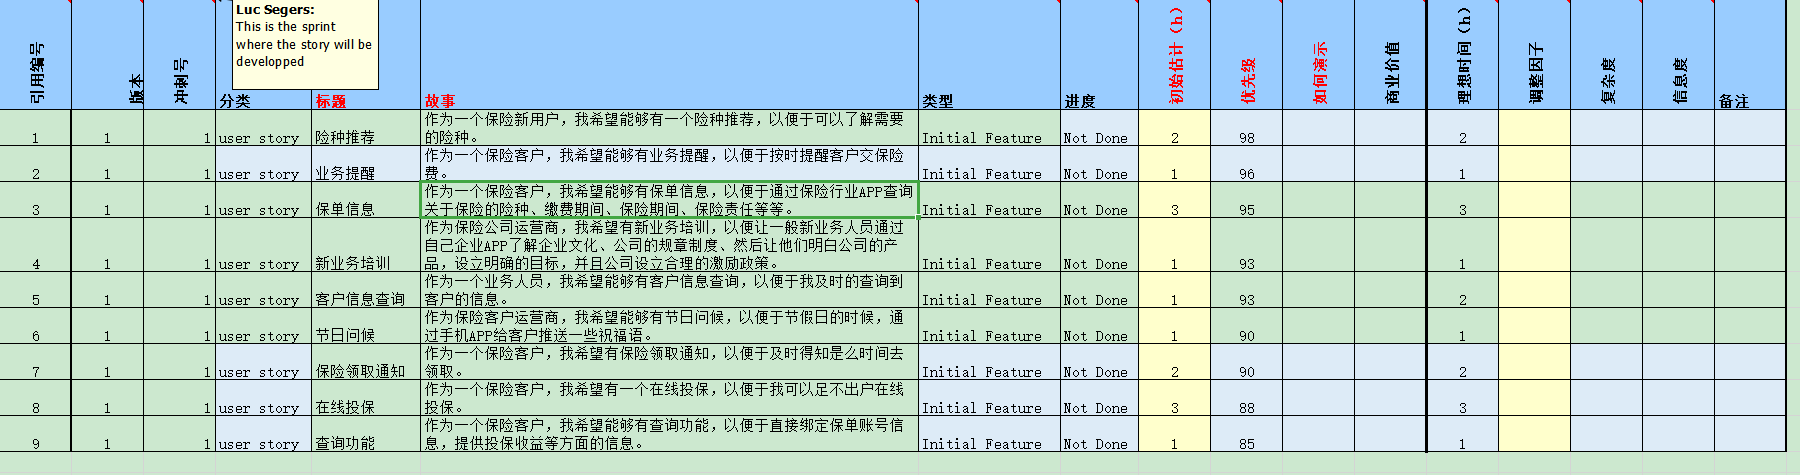 Luc Segers:
This is the sprint
where the story will be
developped
引用编号 版本 冲刺号 分类 标题 故事 类型 进度 初始估计（h） 优先级 如何演示 商业价值 理想时间（h） 调整因子 复杂度 信息度 备注
作为一个保险新用户，我希望能够有一个险种推荐，以便于可以了解需要
1 1 1 user story 险种推荐 的险种。 Initial Feature Not Done 2 98 2
作为一个保险客户，我希望能够有业务提醒，以便于按时提醒客户交保险
2 1 1 user story 业务提醒 费。 Initial Feature Not Done 1 96 1
作为一个保险客户，我希望能够有保单信息，以便于通过保险行业APP查询
3 1 1 user story 保单信息 关于保险的险种、缴费期间、保险期间、保险责任等等。 Initial Feature Not Done 3 95 3
作为保险公司运营商，我希望有新业务培训，以便让一般新业务人员通过
自己企业APP了解企业文化、公司的规章制度、然后让他们明白公司的产
4 1 1 user story 新业务培训 品，设立明确的目标，并且公司设立合理的激励政策。 Initial Feature Not Done 1 93 1
作为一个业务人员，我希望能够有客户信息查询，以便于我及时的查询到
5 1 1 user story 客户信息查询 客户的信息。 Initial Feature Not Done 1 93 2
作为保险客户运营商，我希望能够有节日问候，以便于节假日的时候，通
6 1 1 user story 节日问候 过手机APP给客户推送一些祝福语。 Initial Feature Not Done 1 90 1
作为一个保险客户，我希望有保险领取通知，以便于及时得知是么时间去
7 1 1 user story 保险领取通知 领取。 Initial Feature Not Done 2 90 2
作为一个保险客户，我希望有一个在线投保，以便于我可以足不出户在线
8 1 1 user story 在线投保 投保。 Initial Feature Not Done 3 88 3
作为一个保险客户，我希望能够有查询功能，以便于直接绑定保单账号信
9 1 1 user story 查询功能 息，提供投保收益等方面的信息。 Initial Feature Not Done 1 85 1